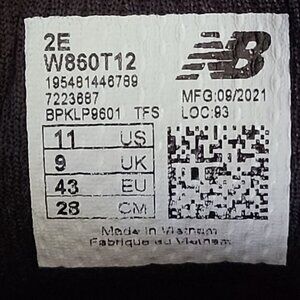 2E
W860T12
195481446789
7223687
BPKLP9601 TFS
NB
MFG:09/2021
LOC:93
11 US
9 UK
43 EU
28 CM
Made in Vietnam
Fabriqué au Vietnam